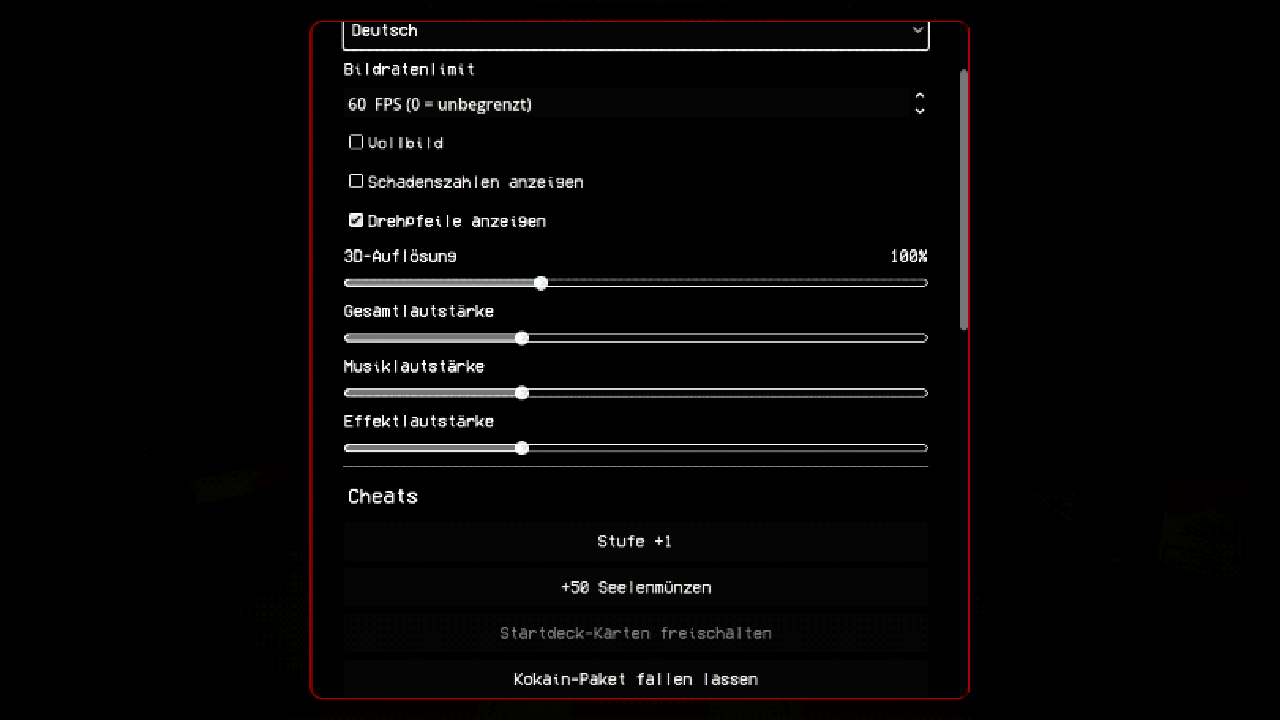 Deutsch
Bildratenlimit
60 FPS (0 = unbegrenzt)
Vollbild
Schadenszahlen anzeigen
Drehpfeile anzeigen
3D-Auflösung 100%
Gesamtlautstärke
Musiklautstärke
Effektlautstärke
Cheats
Stufe +1
+50 Seelenmünzen
Startdeck-Karten freischalten
Kokain-Paket fallen lassen